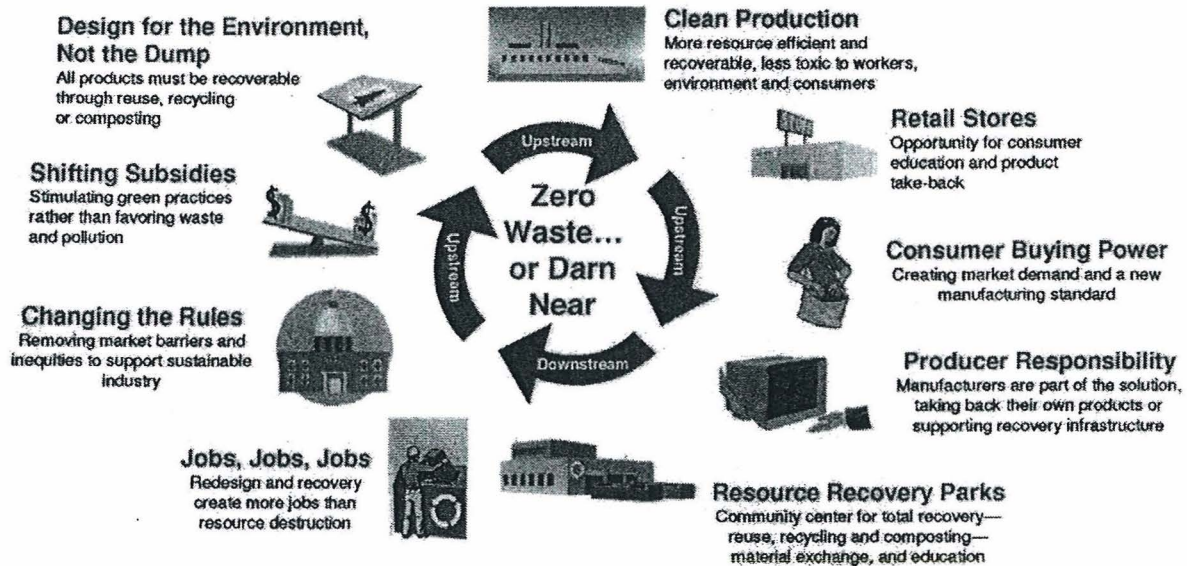 Design for the Environment,
Not the Dump
All products must be recoverable
through reuse, recycling
or composting
Clean Production
More resource efficient and
recoverable, less toxic to workers,
environment and consumers
Retail Stores
Opportunity for consumer
education and product
take-back
Shifting Subsidies
Stimulating green practices
rather than favoring waste
and pollution
$
$
Upstream
Upstream
Upstream
Downstream
Zero
Waste...
or Darn
Near
Consumer Buying Power
Creating market demand and a new
manufacturing standard
Changing the Rules
Removing market barriers and
inequities to support sustainable
industry
Producer Responsibility
Manufacturers are part of the solution,
taking back their own products or
supporting recovery infrastructure
Jobs, Jobs, Jobs
Redesign and recovery
create more jobs than
resource destruction
Resource Recovery Parks
Community center for total recovery—
reuse, recycling and composting—
material exchange, and education